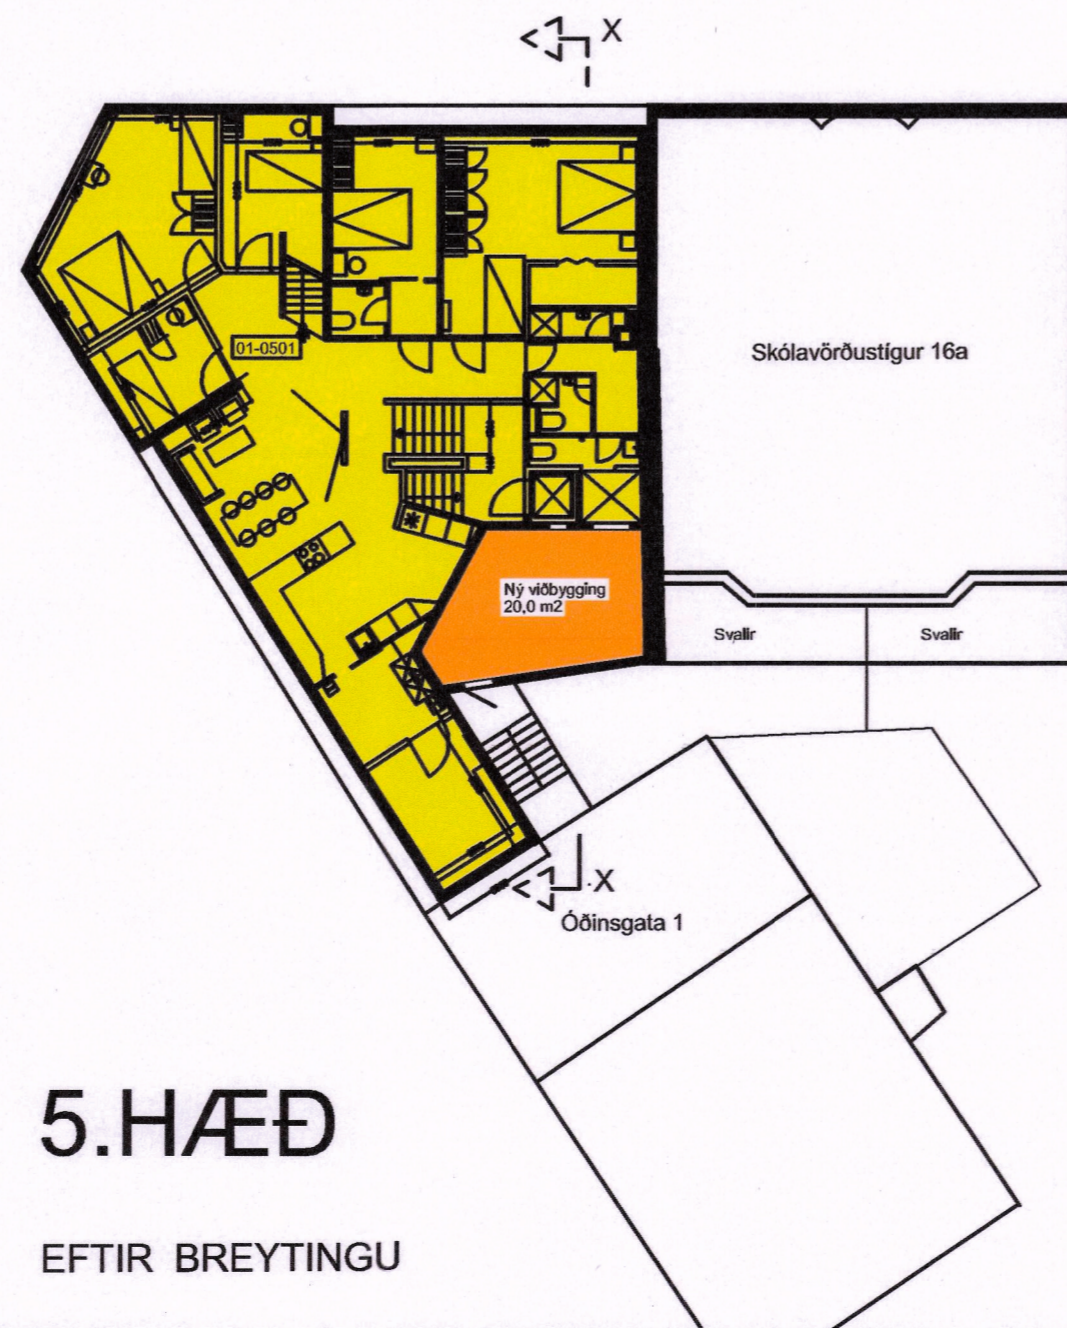 X
01-0501
Skólavörðustígur 16a
Ný viðbygging
20,0 m2
Svalir
Svalir
X
Óðinsgata 1
5.HÆÐ
EFTIR BREYTINGU